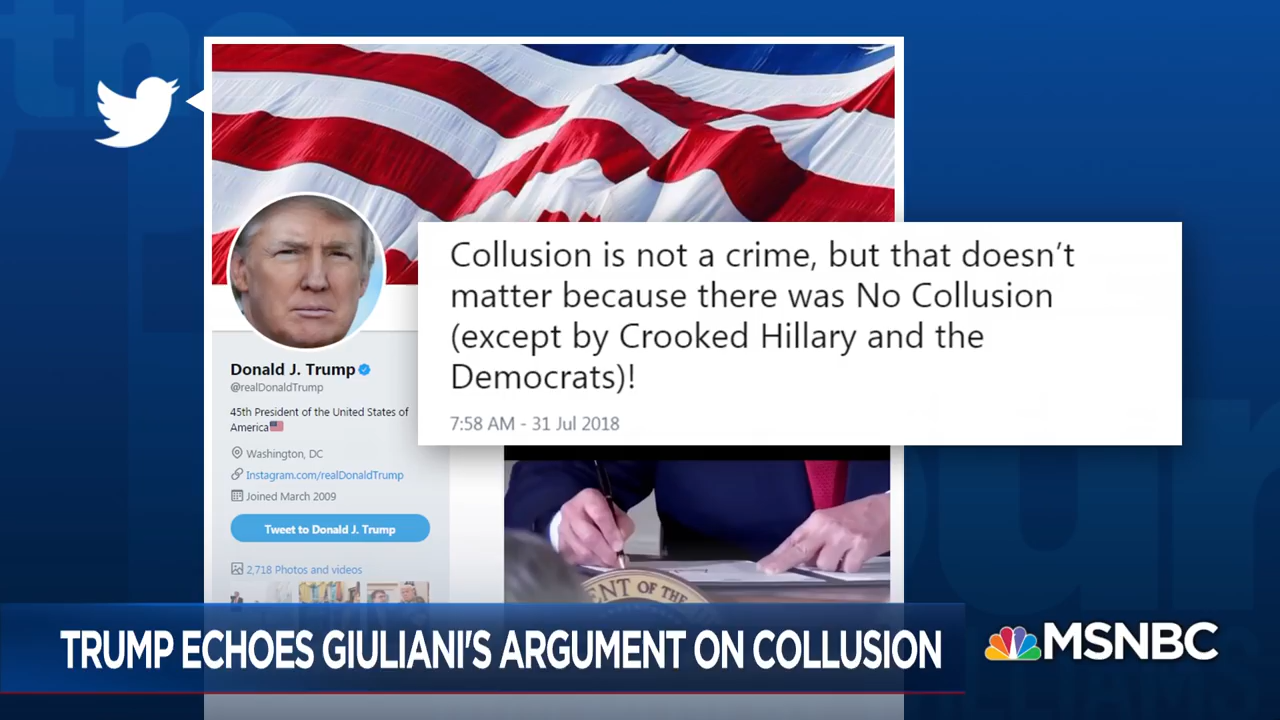 Collusion is not a crime, but that doesn't
matter because there was No Collusion
(except by Crooked Hillary and the
Democrats)!
7:58 AM - 31 Jul 2018
Donald J. Trump
@realDonaldTrump
45th President of the United States of
America
Washington, DC
Instagram.com/realDonaldTrump
Joined March 2009
Tweet to Donald J. Trump
2,718 Photos and videos
ENT OF THE
TRUMP ECHOES GIULIANI'S ARGUMENT ON COLLUSION
MSNBC